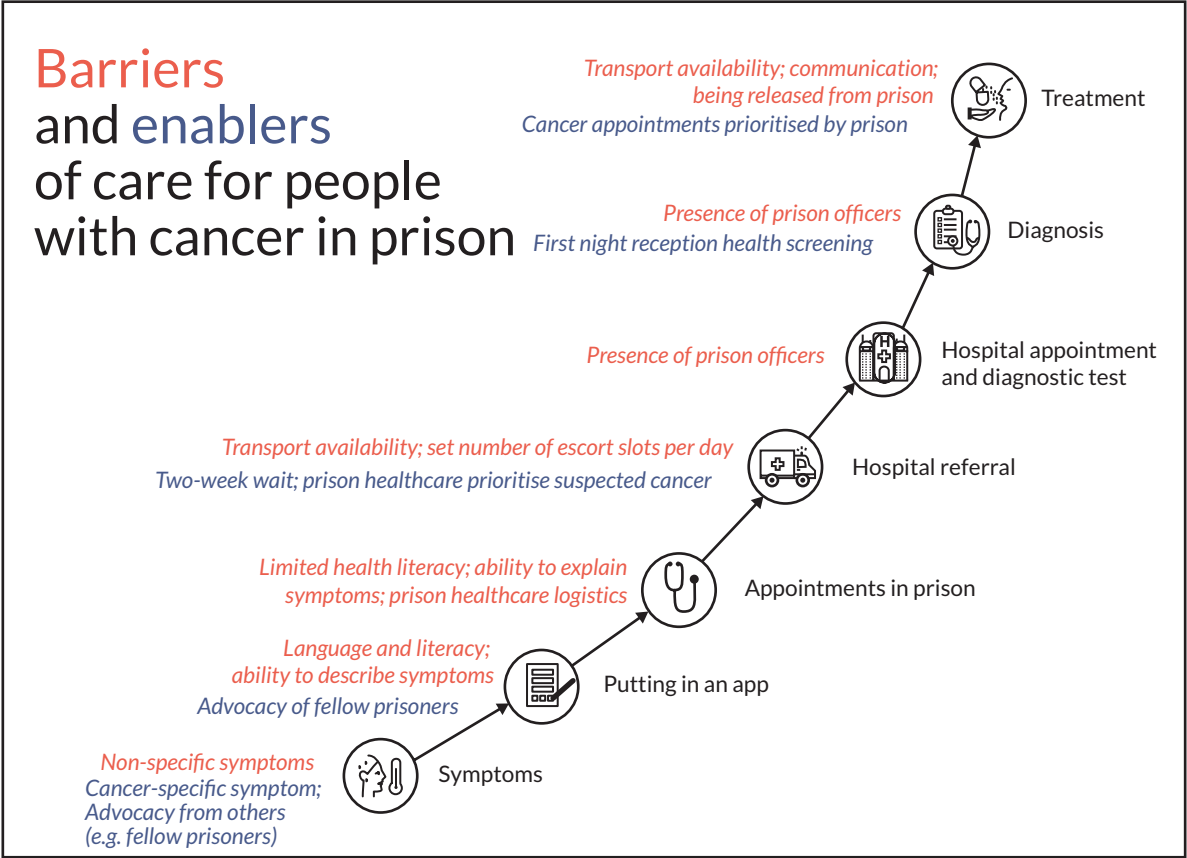 Barriers
and enablers
of care for people
with cancer in prison
Transport availability; communication;
being released from prison
Cancer appointments prioritised by prison
Treatment
Presence of prison officers
First night reception health screening
Diagnosis
Presence of prison officers
H
Hospital appointment
and diagnostic test
Transport availability; set number of escort slots per day
Two-week wait; prison healthcare prioritise suspected cancer
Hospital referral
Limited health literacy; ability to explain
symptoms; prison healthcare logistics
Appointments in prison
Language and literacy;
ability to describe symptoms
Advocacy of fellow prisoners
Putting in an app
Non-specific symptoms
Cancer-specific symptom;
Advocacy from others
(e.g. fellow prisoners)
Symptoms